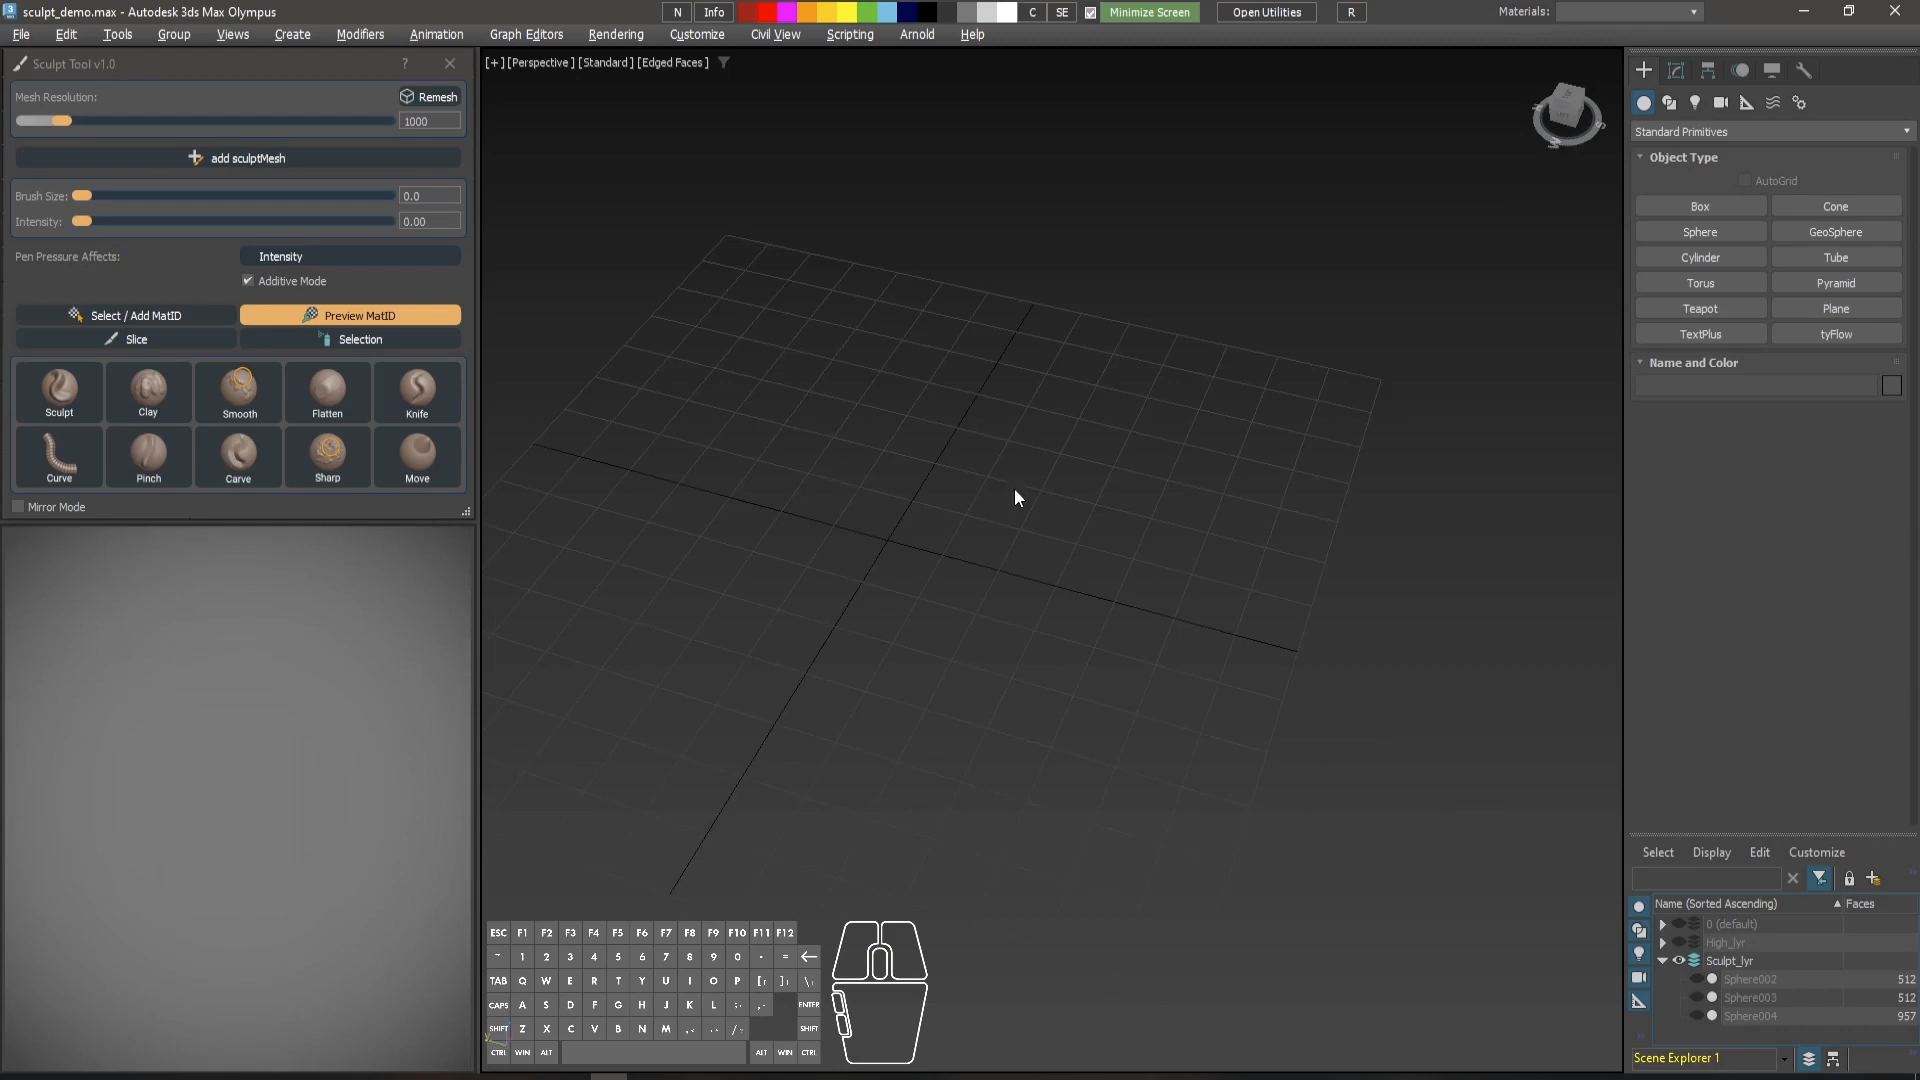 sculpt_demo.max - Autodesk 3ds Max Olympus
N Info C SE Minimize Screen Open Utilities R Materials:
File Edit Tools Group Views Create Modifiers Animation Graph Editors Rendering Customize Civil View Scripting Arnold Help
Sculpt Tool v1.0 ?
Mesh Resolution: Remesh
1000
add sculptMesh
Brush Size: 0.0
Intensity: 0.00
Pen Pressure Affects: Intensity
Additive Mode
Select / Add MatID Preview MatID
Slice Selection
Sculpt Clay Smooth Flatten Knife
Curve Pinch Carve Sharp Move
Mirror Mode
[+] [Perspective] [Standard] [Edged Faces]
Standard Primitives
Object Type
AutoGrid
Box Cone
Sphere GeoSphere
Cylinder Tube
Torus Pyramid
Teapot Plane
TextPlus tyFlow
Name and Color
Select Display Edit Customize
Name (Sorted Ascending) Faces
0 (default)
High_lyr
Sculpt_lyr
Sphere002 512
Sphere003 512
Sphere004 957
Scene Explorer 1
ESC F1 F2 F3 F4 F5 F6 F7 F8 F9 F10 F11 F12
1 2 3 4 5 6 7 8 9 0 - =
TAB Q W E R T Y U I O P [ ] \
CAPS A S D F G H J K L ENTER
SHIFT Z X C V B N M SHIFT
CTRL WIN ALT ALT WIN CTRL